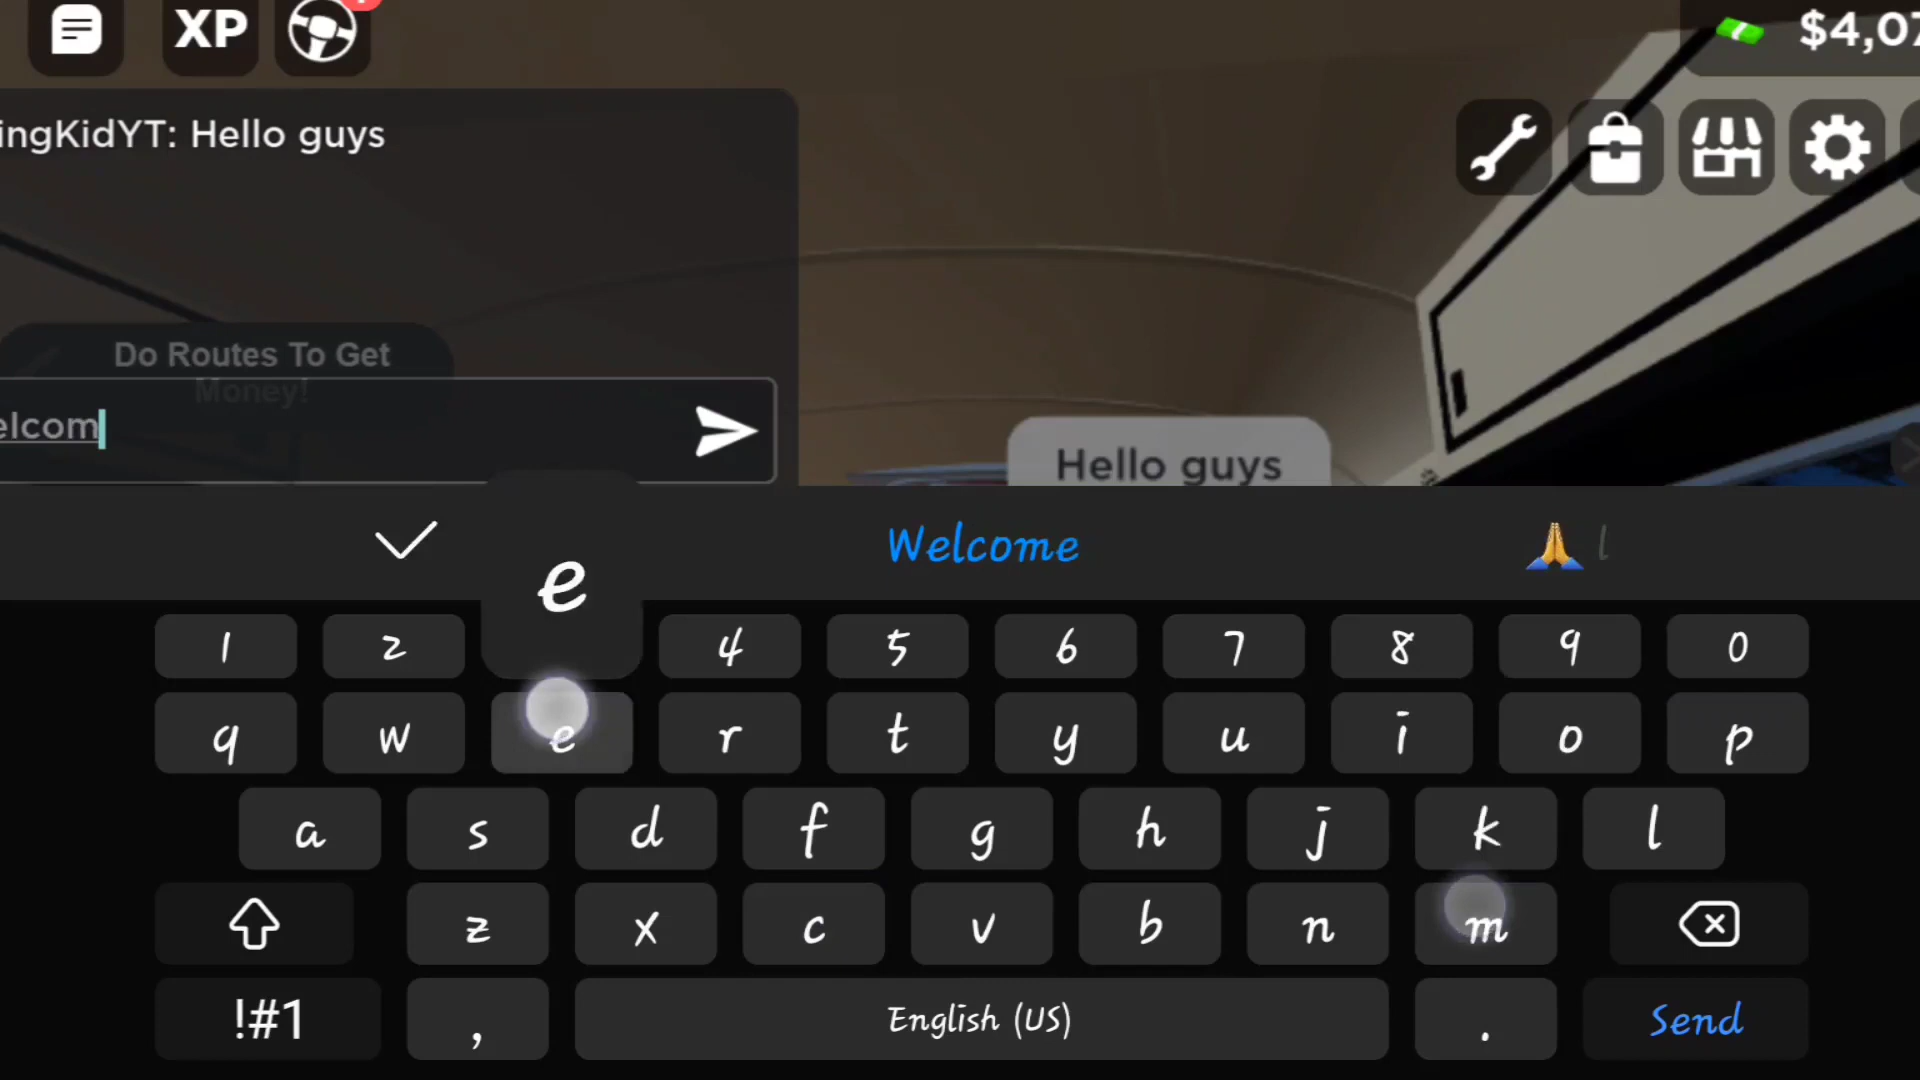 XP
$4,07
ingKidYT: Hello guys
Do Routes To Get
Money!
elcom
Hello guys
e
Welcome
1 2 4 5 6 7 8 9 0
q w e r t y u i o p
a s d f g h j k l
z x c v b n m
!#1 , English (US) . Send